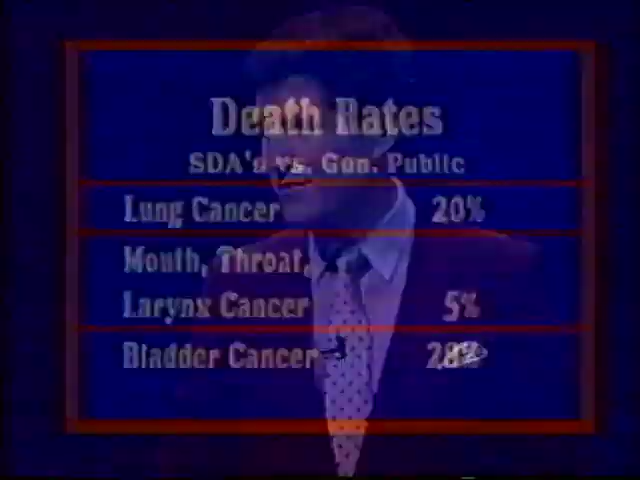 Death Rates
SDA's vs. Gen. Public
Lung Cancer 20%
Mouth, Throat,
Larynx Cancer 5%
Bladder Cancer